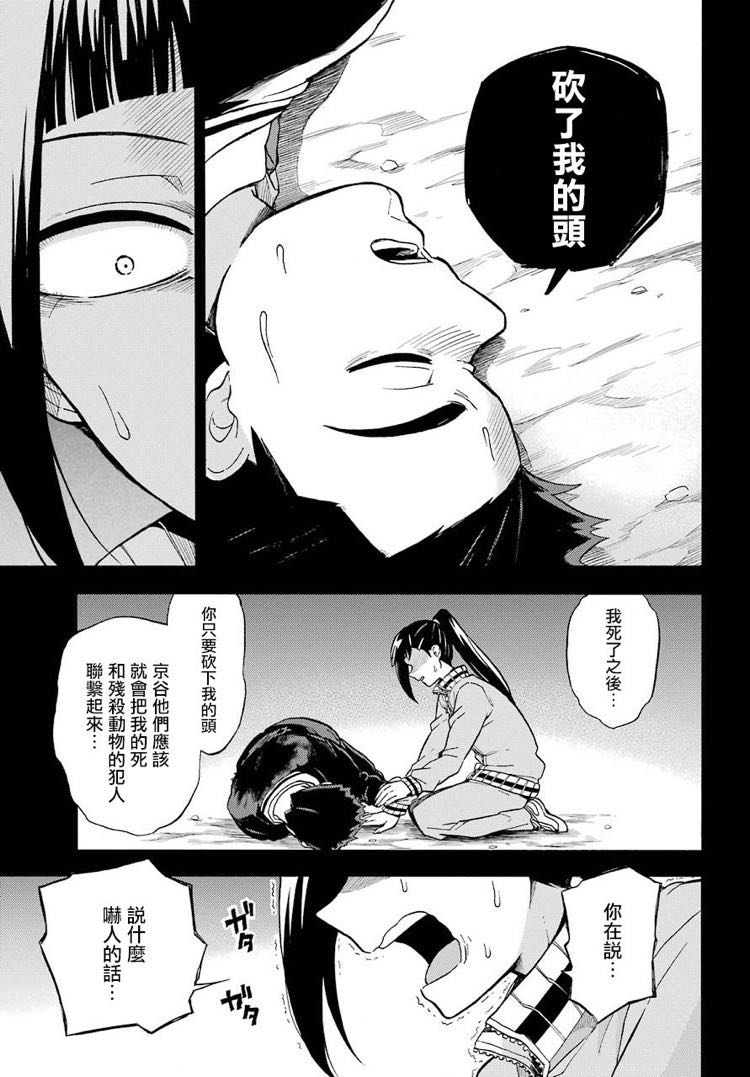 砍了我的頭
我死了之後…
你只要砍下我的頭
京谷他們應該
就會把我的死
和殘殺動物的犯人
聯繫起來…
你在説…
ガタ
ガタ
説什麼
嚇人的話…